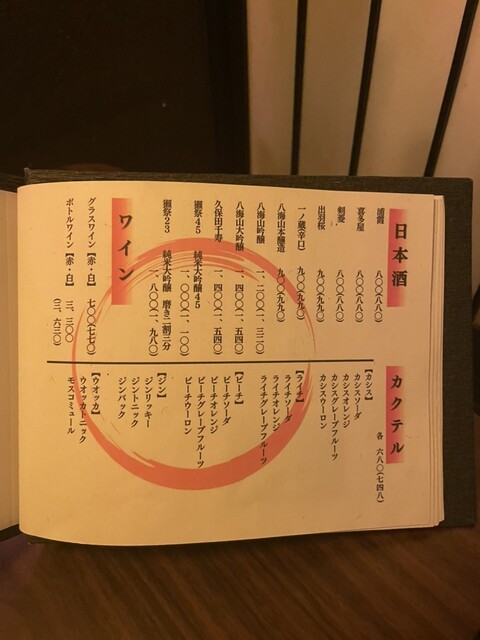 日本酒
浦霞 八〇〇(八八〇)
喜多屋 八〇〇(八八〇)
剣菱 八〇〇(八八〇)
出羽桜 九〇〇(九九〇)
一ノ蔵(辛口) 九〇〇(九九〇)
八海山本醸造 九〇〇(九九〇)
八海山吟醸 一、二〇〇(一、三二〇)
八海山大吟醸 一、四〇〇(一、五四〇)
久保田千寿 一、四〇〇(一、五四〇)
獺祭45 純米大吟醸45 一、〇〇〇(一、一〇〇)
獺祭23 純米大吟醸 磨き二割三分 一、八〇〇(一、九八〇)
ワイン
グラスワイン【赤・白】 七〇〇(七七〇)
ボトルワイン【赤・白】 三、三〇〇(三、六三〇)
カクテル
各 六八〇(七四八)
【カシス】
カシスソーダ
カシスオレンジ
カシスグレープフルーツ
カシスウーロン
【ライチ】
ライチソーダ
ライチオレンジ
ライチグレープフルーツ
【ピーチ】
ピーチソーダ
ピーチオレンジ
ピーチグレープフルーツ
ピーチウーロン
【ジン】
ジンリッキー
ジントニック
ジンバック
【ウオッカ】
ウオッカトニック
モスコミュール